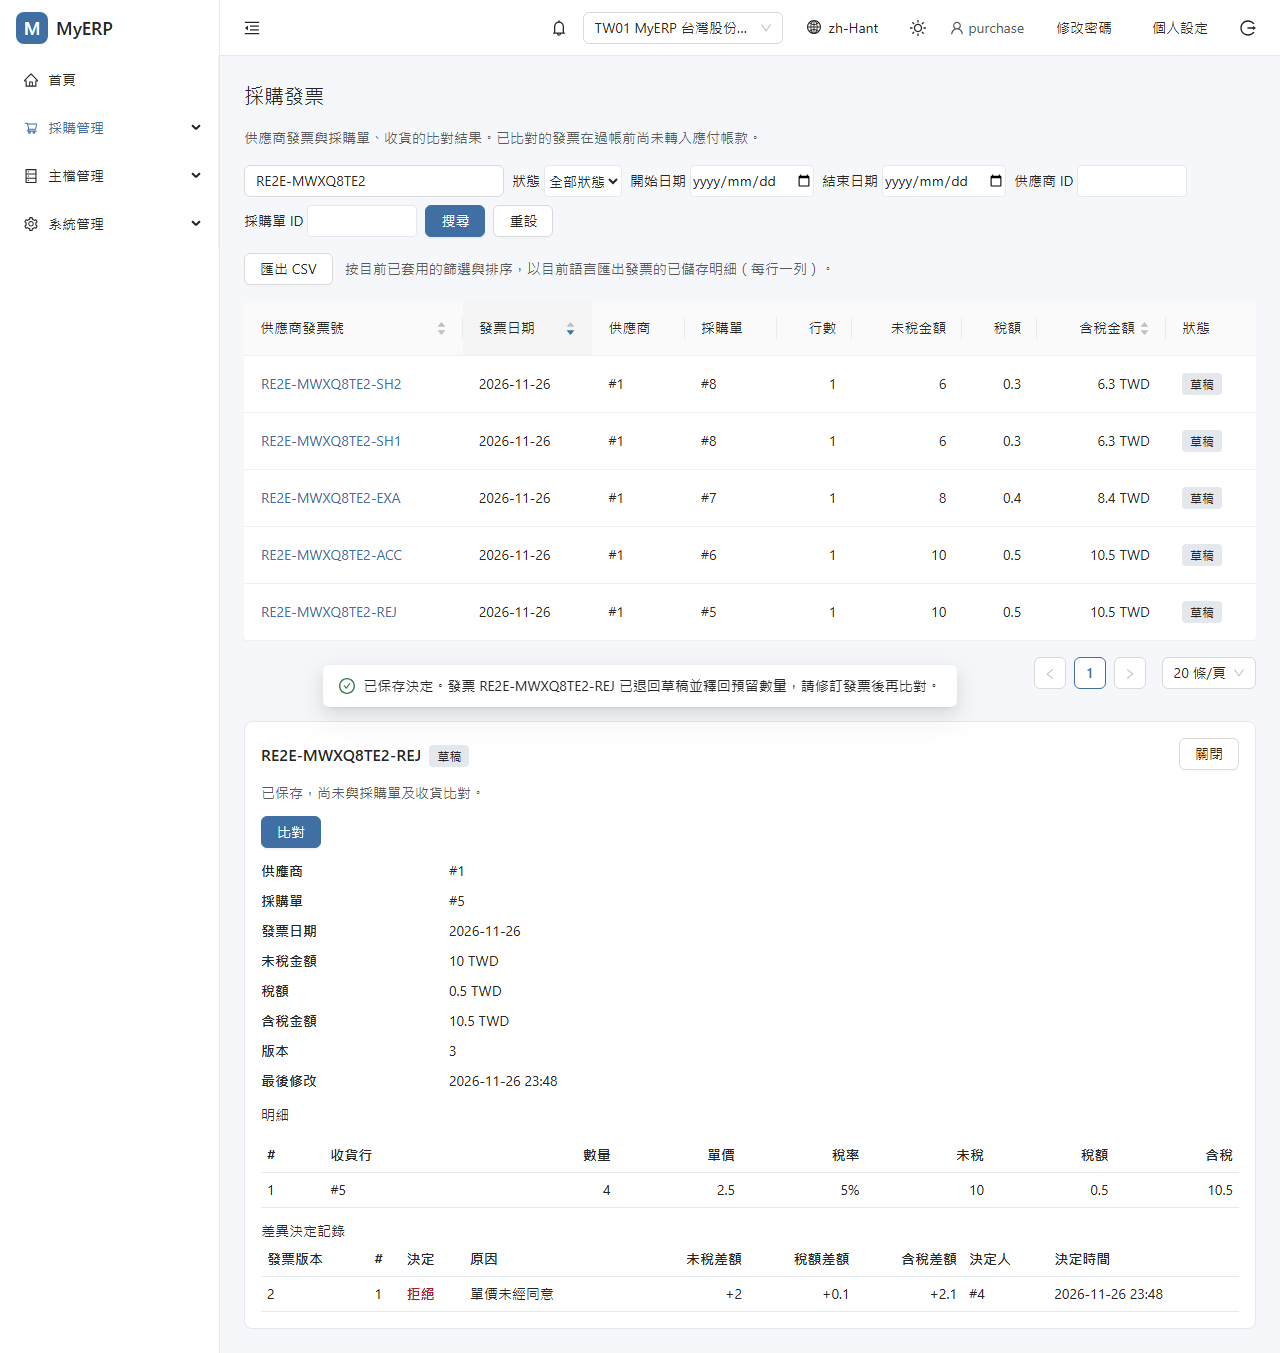 M MyERP
TW01 MyERP 台灣股份...
zh-Hant
purchase
修改密碼
個人設定
首頁
採購管理
主檔管理
系統管理
採購發票
供應商發票與採購單、收貨的比對結果。已比對的發票在過帳前尚未轉入應付帳款。
RE2E-MWXQ8TE2 狀態 全部狀態 開始日期 yyyy/mm/dd 結束日期 yyyy/mm/dd 供應商 ID
採購單 ID 搜尋 重設
匯出 CSV 按目前已套用的篩選與排序，以目前語言匯出發票的已儲存明細（每行一列）。
供應商發票號 發票日期 供應商 採購單 行數 未稅金額 稅額 含稅金額 狀態
RE2E-MWXQ8TE2-SH2 2026-11-26 #1 #8 1 6 0.3 6.3 TWD 草稿
RE2E-MWXQ8TE2-SH1 2026-11-26 #1 #8 1 6 0.3 6.3 TWD 草稿
RE2E-MWXQ8TE2-EXA 2026-11-26 #1 #7 1 8 0.4 8.4 TWD 草稿
RE2E-MWXQ8TE2-ACC 2026-11-26 #1 #6 1 10 0.5 10.5 TWD 草稿
RE2E-MWXQ8TE2-REJ 2026-11-26 #1 #5 1 10 0.5 10.5 TWD 草稿
< 1 > 20 條/頁
已保存決定。發票 RE2E-MWXQ8TE2-REJ 已退回草稿並釋回預留數量，請修訂發票後再比對。
RE2E-MWXQ8TE2-REJ 草稿 關閉
已保存，尚未與採購單及收貨比對。
比對
供應商 #1
採購單 #5
發票日期 2026-11-26
未稅金額 10 TWD
稅額 0.5 TWD
含稅金額 10.5 TWD
版本 3
最後修改 2026-11-26 23:48
明細
# 收貨行 數量 單價 稅率 未稅 稅額 含稅
1 #5 4 2.5 5% 10 0.5 10.5
差異決定記錄
發票版本 # 決定 原因 未稅差額 稅額差額 含稅差額 決定人 決定時間
2 1 拒絕 單價未經同意 +2 +0.1 +2.1 #4 2026-11-26 23:48